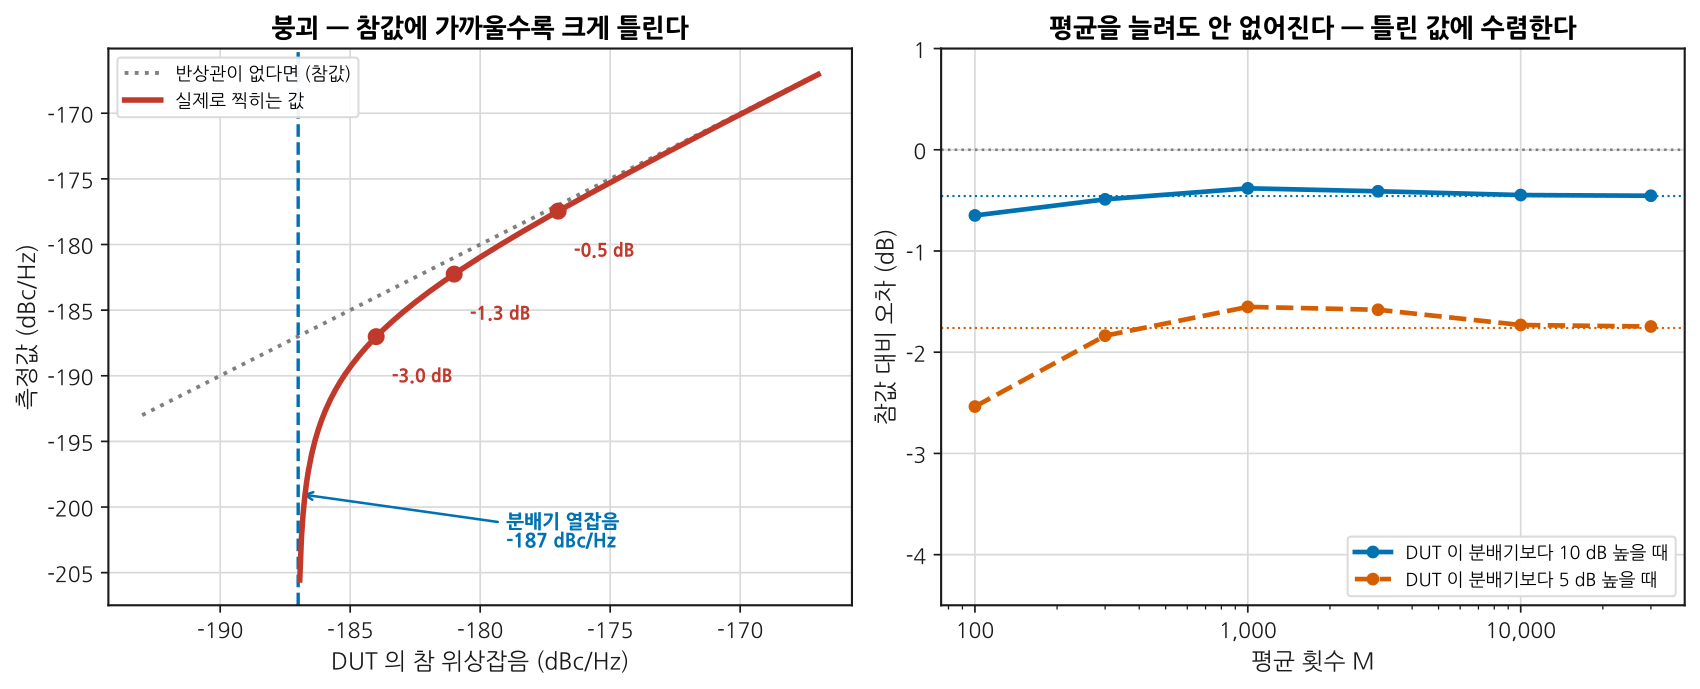 붕괴 — 참값에 가까울수록 크게 틀린다
반상관이 없다면 (참값)
실제로 찍히는 값
-170
-175
-180
-185
-190
-195
-200
-205
측정값 (dBc/Hz)
-0.5 dB
-1.3 dB
-3.0 dB
분배기 열잡음
-187 dBc/Hz
-190
-185
-180
-175
-170
DUT 의 참 위상잡음 (dBc/Hz)
평균을 늘려도 안 없어진다 — 틀린 값에 수렴한다
1
0
-1
-2
-3
-4
참값 대비 오차 (dB)
DUT 이 분배기보다 10 dB 높을 때
DUT 이 분배기보다 5 dB 높을 때
100
1,000
10,000
평균 횟수 M